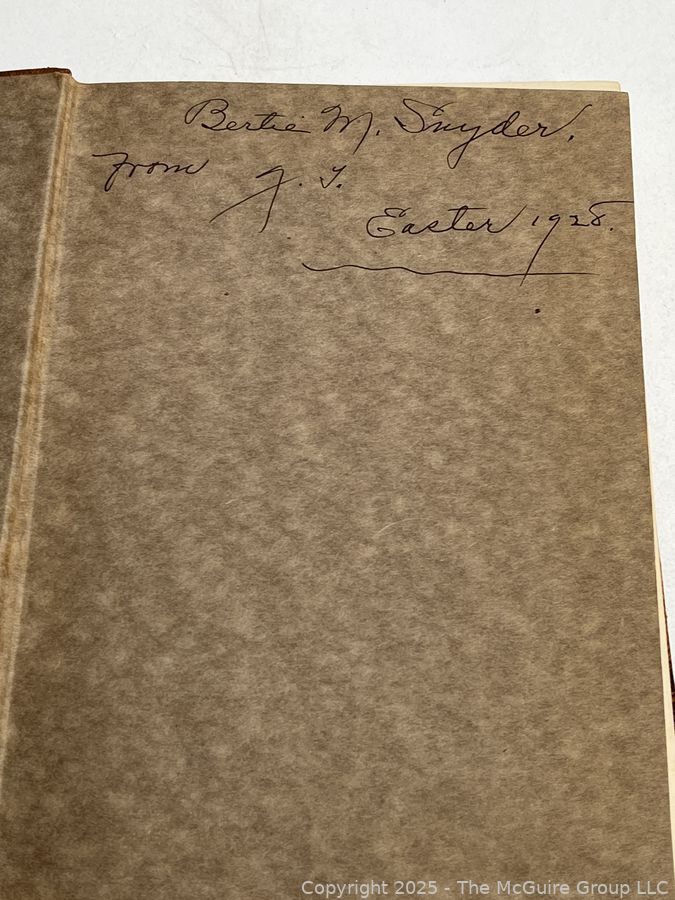 Bertie M. Snyder.
From J. T.
Easter 1928.
Copyright 2025 - The McGuire Group LLC